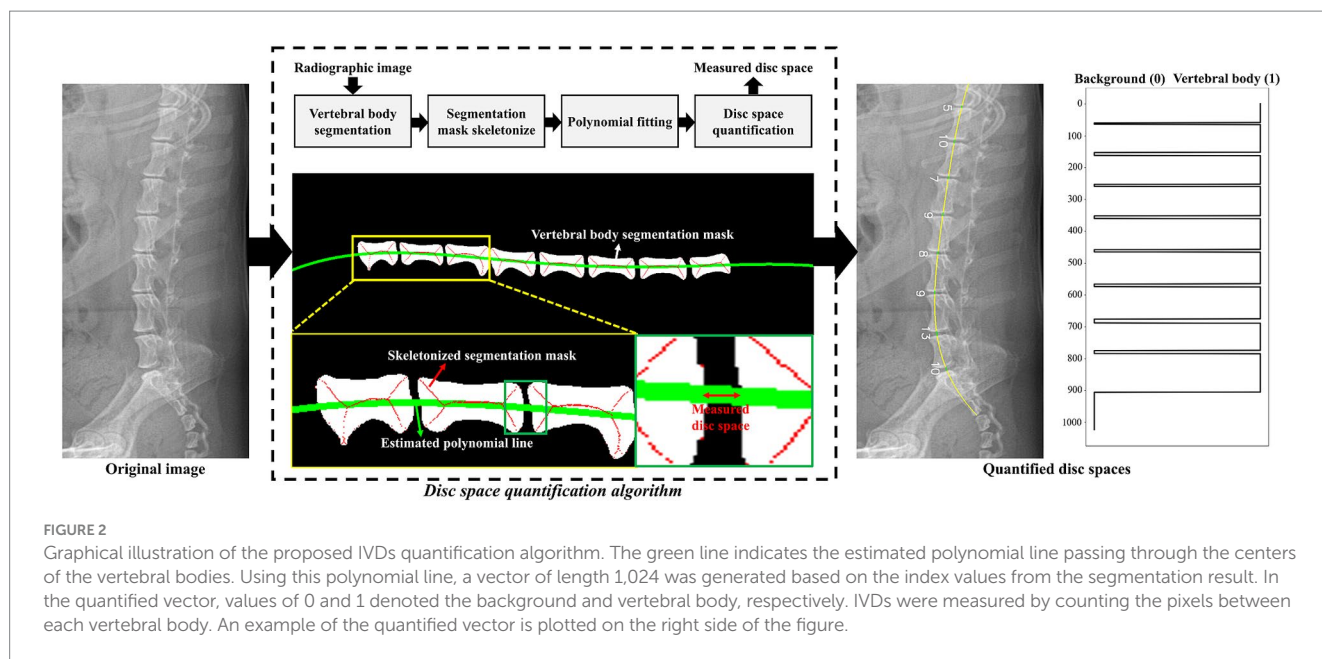 Radiographic image
Measured disc space
Vertebral body segmentation
Segmentation mask skeletonize
Polynomial fitting
Disc space quantification
Vertebral body segmentation mask
Skeletonized segmentation mask
Estimated polynomial line
Measured disc space
Original image
Disc space quantification algorithm
5
10
7
9
8
9
13
10
Quantified disc spaces
Background (0) Vertebral body (1)
0
100
200
300
400
500
600
700
800
900
1000
FIGURE 2
Graphical illustration of the proposed IVDs quantification algorithm. The green line indicates the estimated polynomial line passing through the centers
of the vertebral bodies. Using this polynomial line, a vector of length 1,024 was generated based on the index values from the segmentation result. In
the quantified vector, values of 0 and 1 denoted the background and vertebral body, respectively. IVDs were measured by counting the pixels between
each vertebral body. An example of the quantified vector is plotted on the right side of the figure.